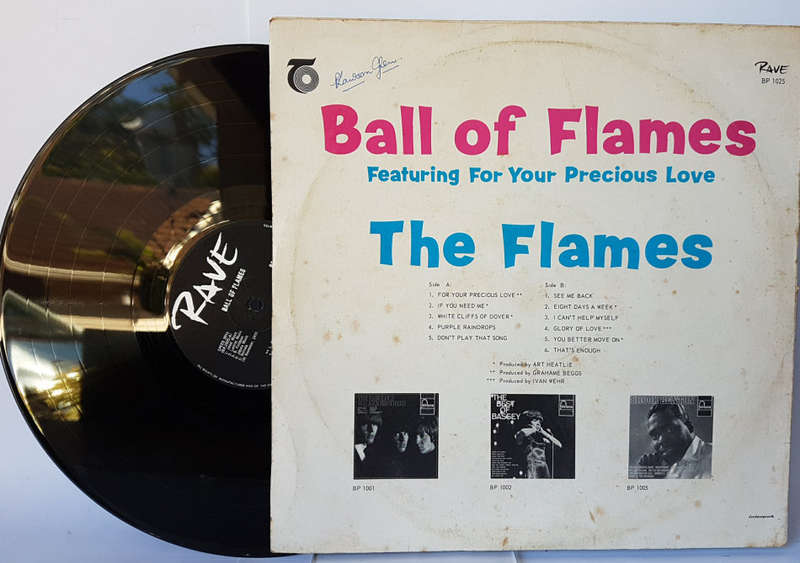 RAVE
BP 1025
Ball of Flames
Featuring For Your Precious Love
The Flames
Side A:
1. FOR YOUR PRECIOUS LOVE**
2. IF YOU NEED ME*
3. WHITE CLIFFS OF DOVER*
4. PURPLE RAINDROPS
5. DON'T PLAY THAT SONG
Side B:
1. SEE ME BACK
2. EIGHT DAYS A WEEK*
3. I CAN'T HELP MYSELF
4. GLORY OF LOVE***
5. YOU BETTER MOVE ON*
6. THAT'S ENOUGH
* Produced by ART HEATLIE
** Produced by GRAHAME BEGGS
*** Produced by IVAN WEHR
THE BEST OF BASSEY
BROOK BENTON
BP 1001
BP 1002
BP 1005
RAVE
BALL OF FLAMES